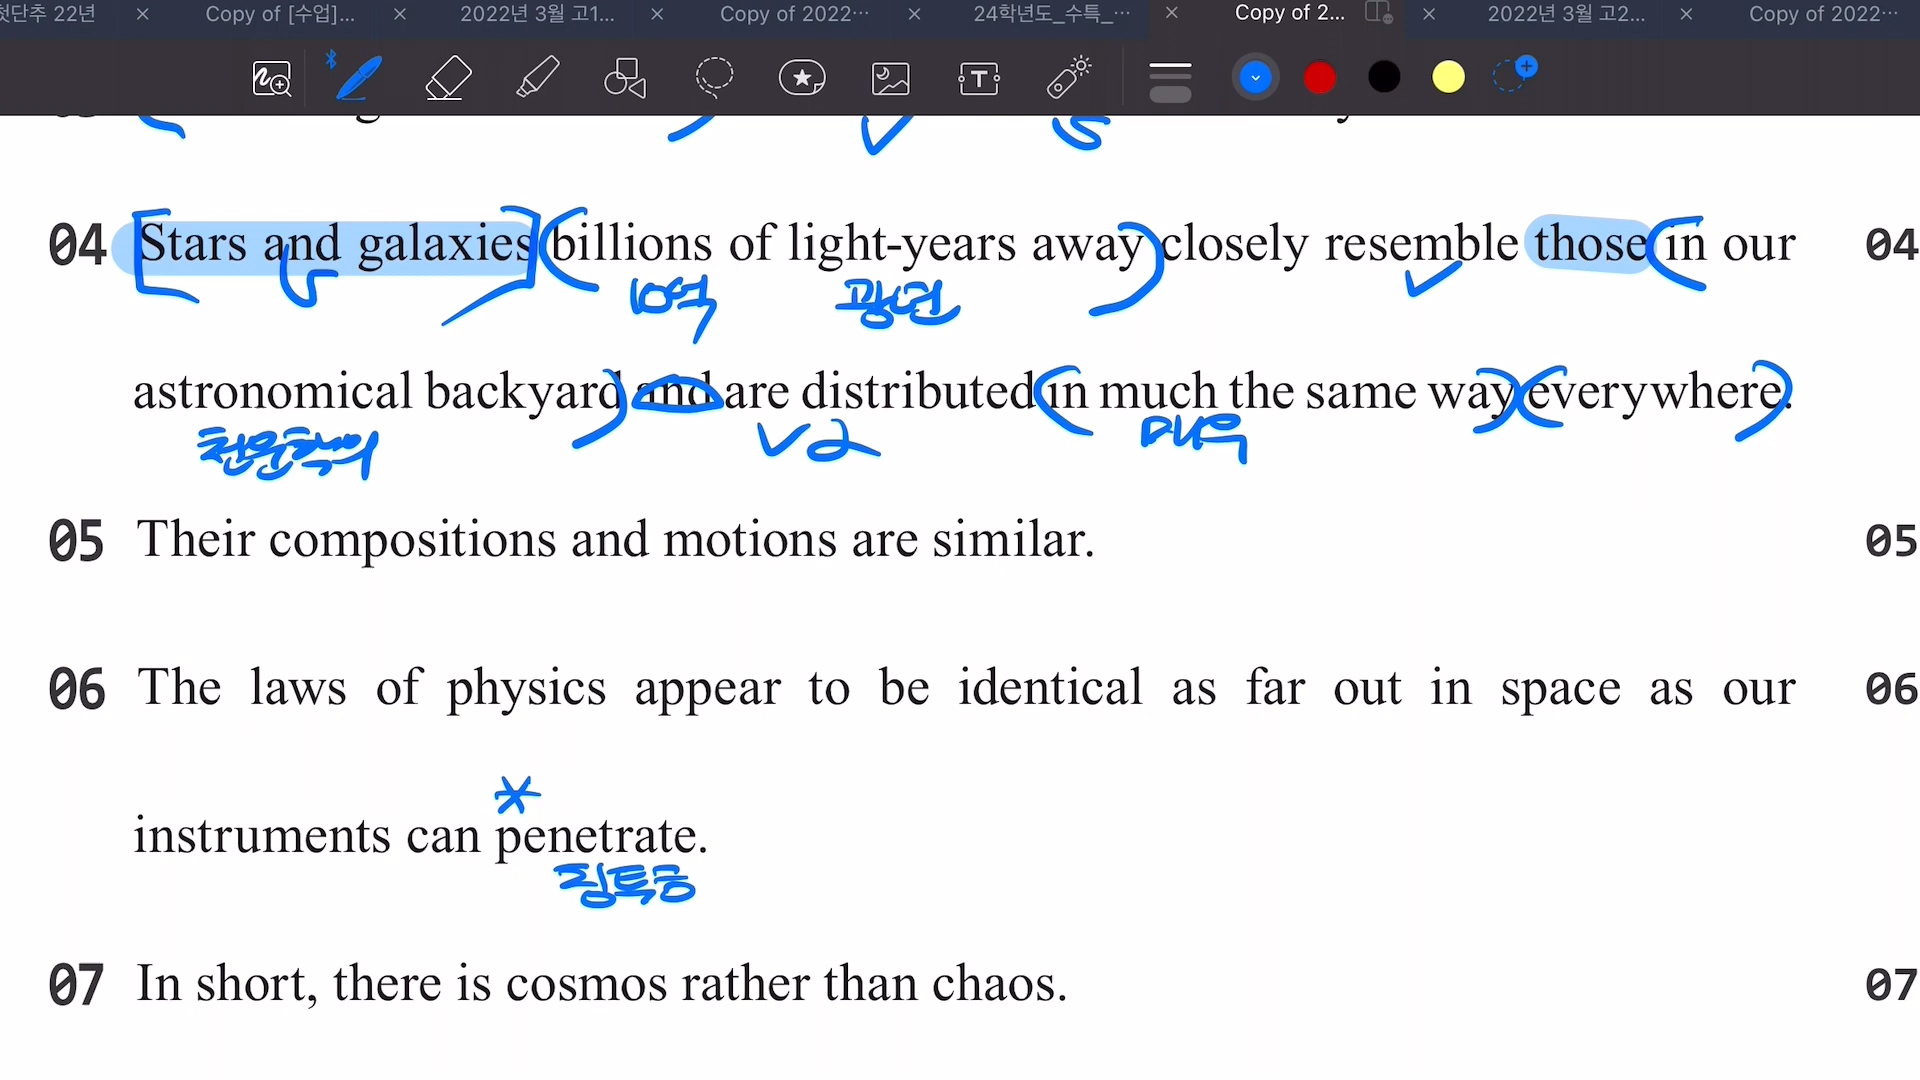 첫단추 22년 × Copy of [수업]... × 2022년 3월 고1... × Copy of 2022... × 24학년도_수특_... × Copy of 2... × 2022년 3월 고2... × Copy of 2022...
T
04 Stars and galaxies billions of light-years away closely resemble those in our 04
S 10억 광년
astronomical backyard and are distributed in much the same way everywhere.
천문학의 V2 매우
05 Their compositions and motions are similar. 05
06 The laws of physics appear to be identical as far out in space as our 06
*
instruments can penetrate.
07 In short, there is cosmos rather than chaos. 07